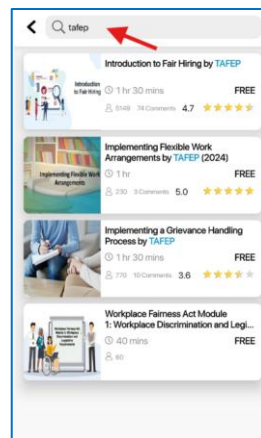 tafep
Introduction to Fair Hiring by TAFEP
Introduction
to Fair Hiring
1 hr 30 mins FREE
5149 74 Comments 4.7
Implementing Flexible Work
Arrangements by TAFEP (2024)
Implementing Flexible Work
Arrangements
1 hr FREE
230 3 Comments 5.0
Implementing a Grievance Handling
Process by TAFEP
1 hr 30 mins FREE
770 10 Comments 3.6
Workplace Fairness Act Module
1: Workplace Discrimination and Legi...
40 mins FREE
60